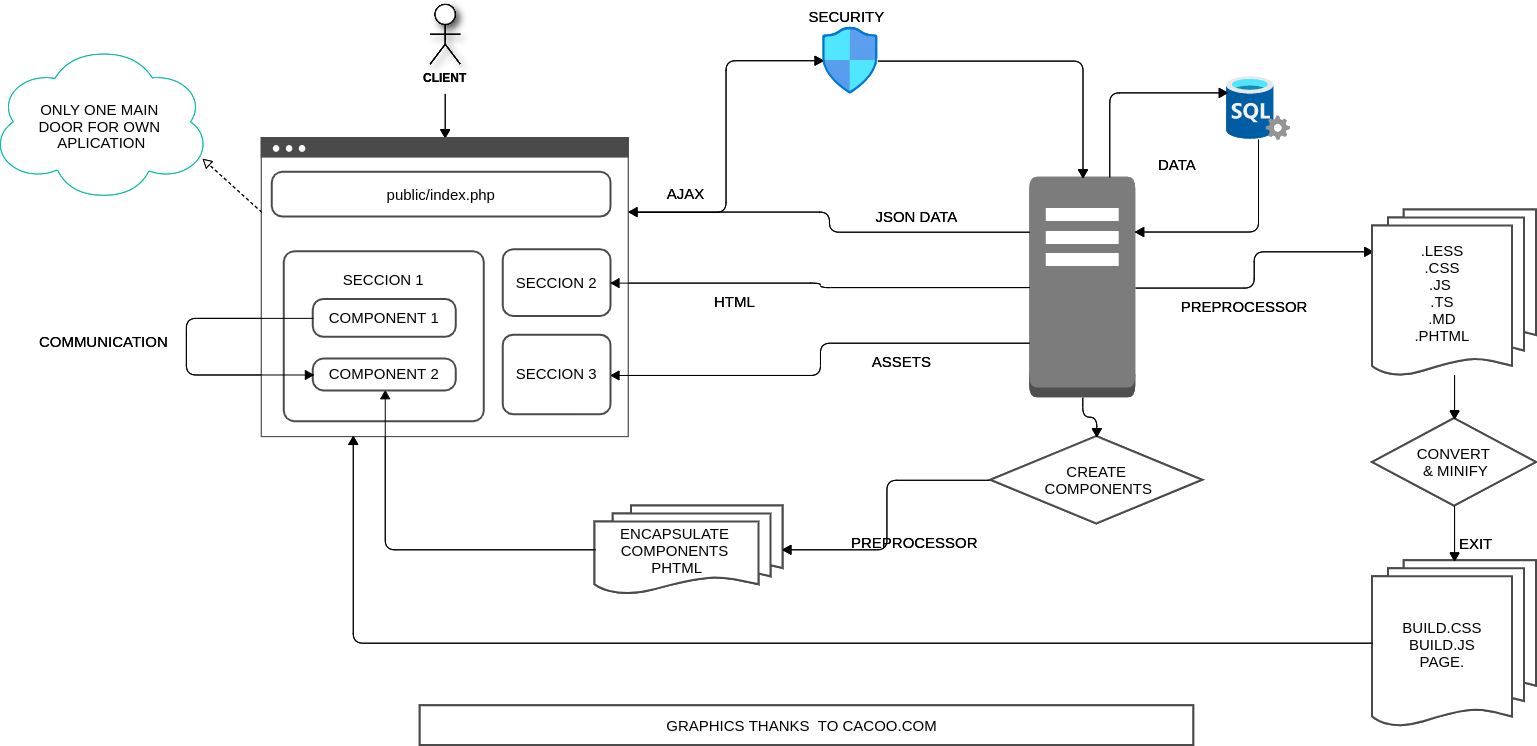 SECURITY
CLIENT
ONLY ONE MAIN
DOOR FOR OWN
APLICATION
SQL
DATA
public/index.php
AJAX
JSON DATA
.LESS
.CSS
.JS
.TS
.MD
.PHTML
SECCION 1
SECCION 2
HTML
PREPROCESSOR
COMPONENT 1
COMMUNICATION
COMPONENT 2
SECCION 3
ASSETS
CONVERT
& MINIFY
CREATE
COMPONENTS
ENCAPSULATE
COMPONENTS
PHTML
PREPROCESSOR
EXIT
BUILD.CSS
BUILD.JS
PAGE.
GRAPHICS THANKS  TO CACOO.COM